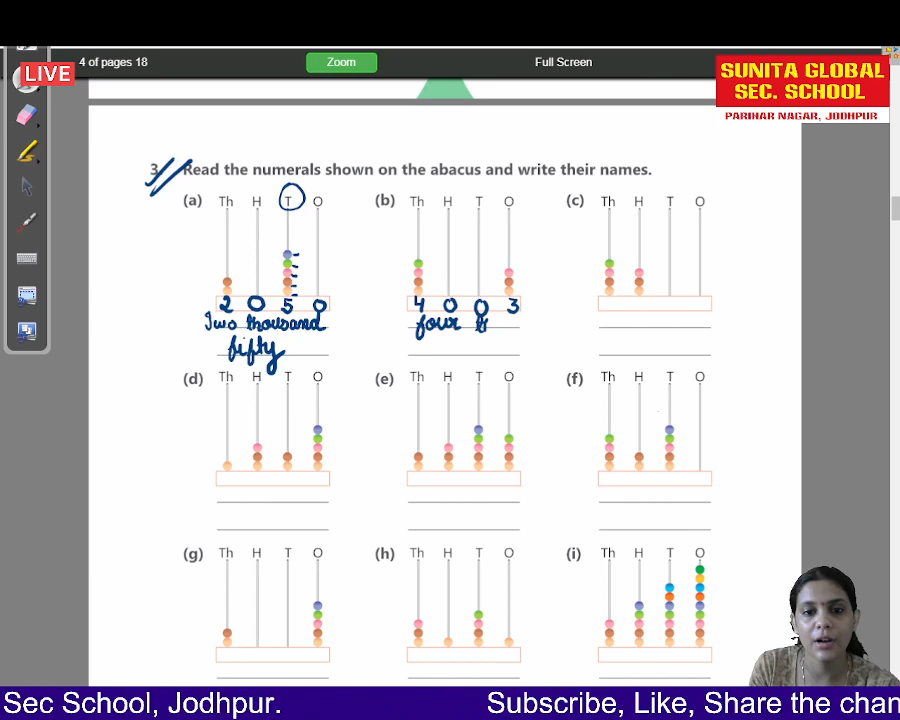 4 of pages 18
Zoom
Full Screen
LIVE
SUNITA GLOBAL
SEC. SCHOOL
PARIHAR NAGAR, JODHPUR
3. Read the numerals shown on the abacus and write their names.
(a) Th H T O
(b) Th H T O
(c) Th H T O
2 0 5 0
4 0 0 3
Two thousand
fifty
four
(d) Th H T O
(e) Th H T O
(f) Th H T O
(g) Th H T O
(h) Th H T O
(i) Th H T O
Sec School, Jodhpur.
Subscribe, Like, Share the chan